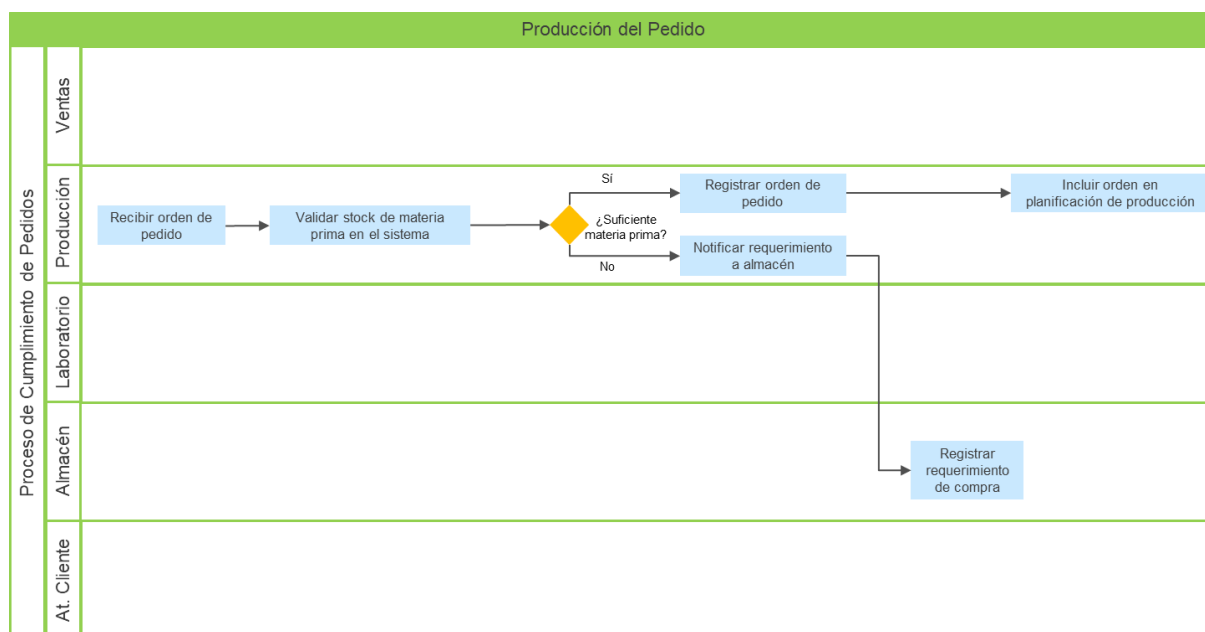 Producción del Pedido
Proceso de Cumplimiento de Pedidos
Ventas
Producción
Recibir orden de
pedido
Validar stock de materia
prima en el sistema
¿Suficiente
materia prima?
Sí
Registrar orden de
pedido
Incluir orden en
planificación de producción
No
Notificar requerimiento
a almacén
Laboratorio
Almacén
Registrar
requerimiento
de compra
At. Cliente